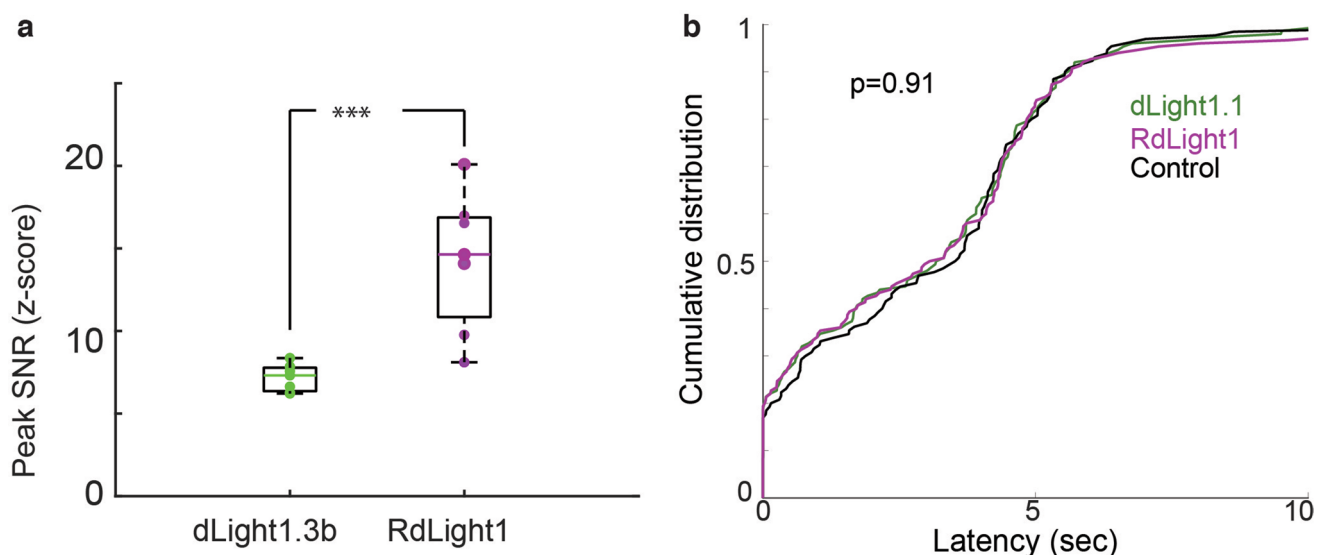 a
Peak SNR (z-score)
20
10
0
***
dLight1.3b
RdLight1
b
Cumulative distribution
1
0.5
0
p=0.91
dLight1.1
RdLight1
Control
0
5
10
Latency (sec)